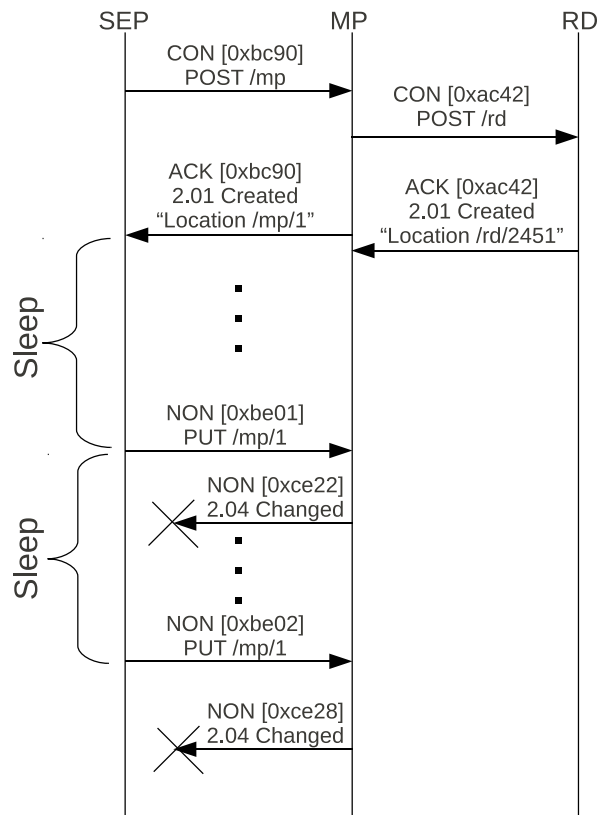 SEP MP RD
CON [0xbc90]
POST /mp
CON [0xac42]
POST /rd
ACK [0xbc90]
2.01 Created
“Location /mp/1”
ACK [0xac42]
2.01 Created
“Location /rd/2451”
Sleep
NON [0xbe01]
PUT /mp/1
NON [0xce22]
2.04 Changed
Sleep
NON [0xbe02]
PUT /mp/1
NON [0xce28]
2.04 Changed